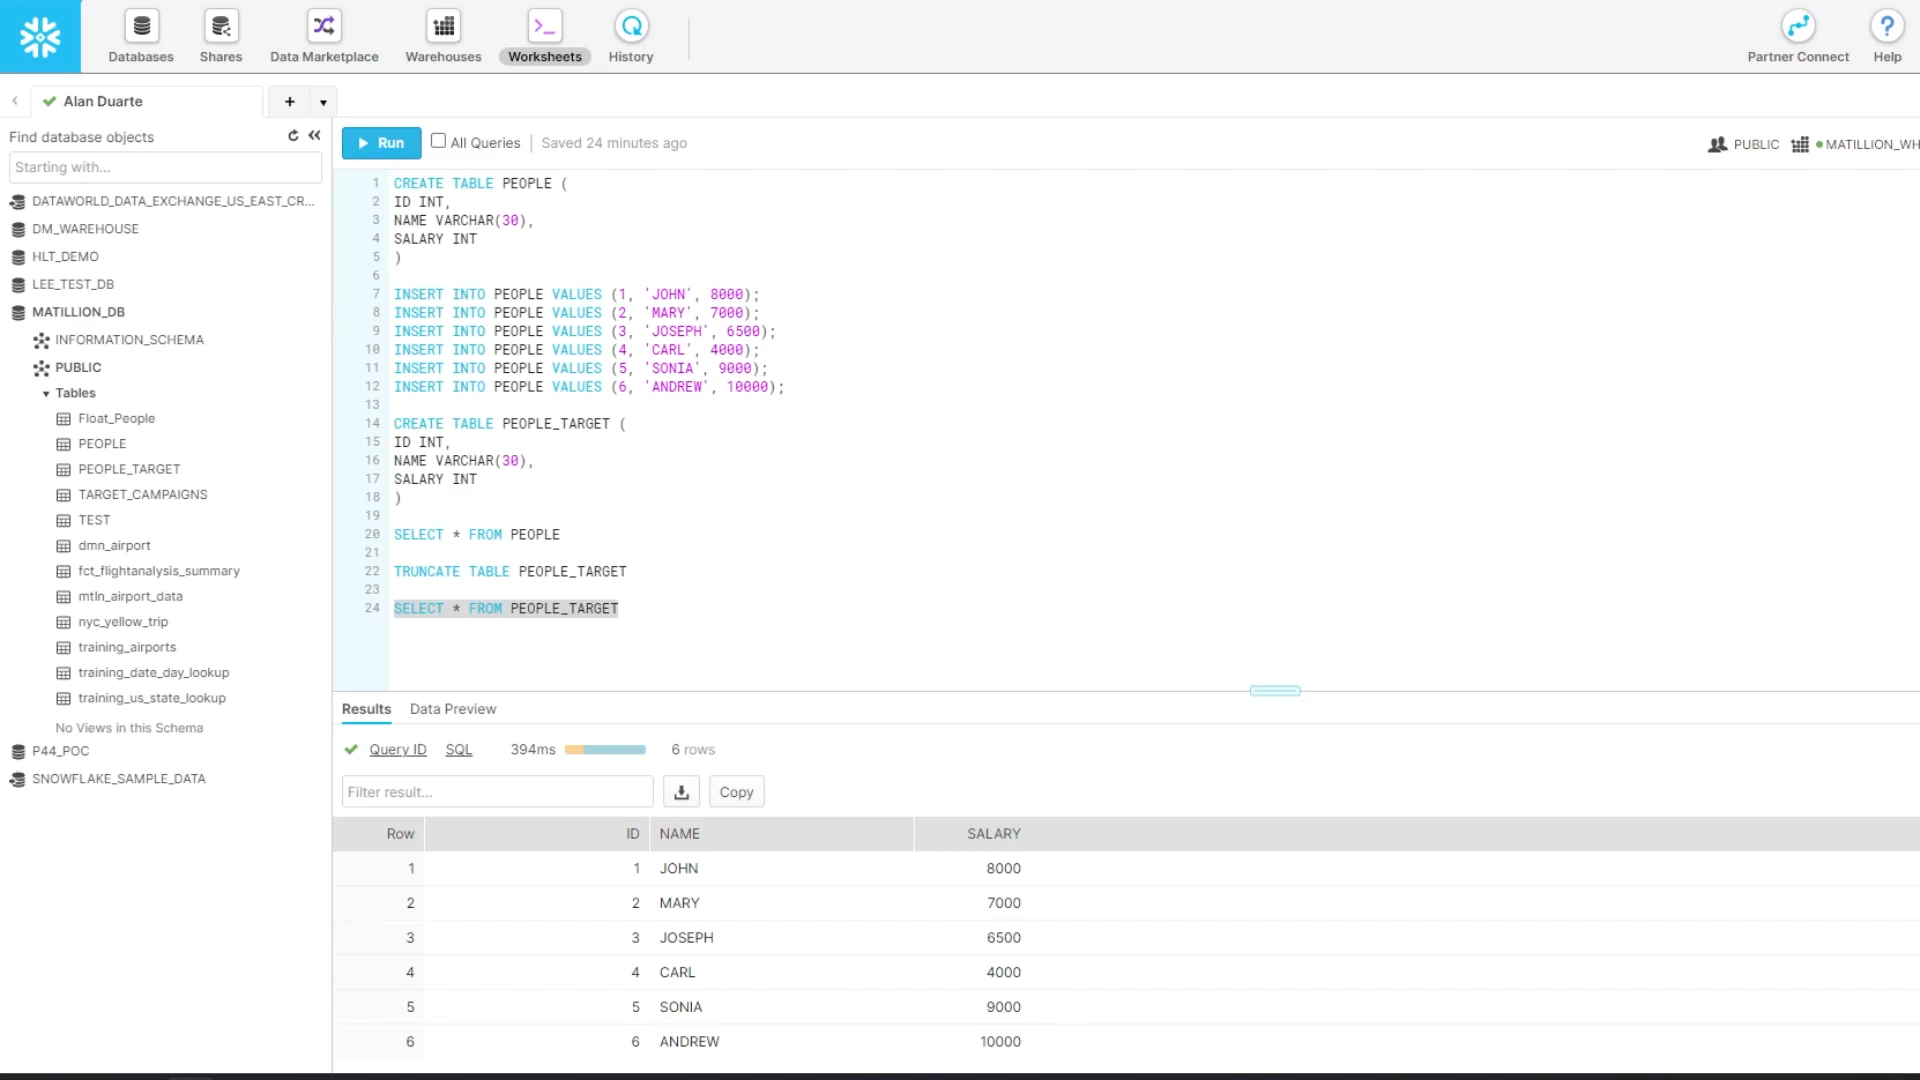 Databases
Shares
Data Marketplace
Warehouses
Worksheets
History
Partner Connect
Help
Alan Duarte
Find database objects
Starting with...
DATAWORLD_DATA_EXCHANGE_US_EAST_CR...
DM_WAREHOUSE
HLT_DEMO
LEE_TEST_DB
MATILLION_DB
INFORMATION_SCHEMA
PUBLIC
Tables
Float_People
PEOPLE
PEOPLE_TARGET
TARGET_CAMPAIGNS
TEST
dmn_airport
fct_flightanalysis_summary
mtln_airport_data
nyc_yellow_trip
training_airports
training_date_day_lookup
training_us_state_lookup
No Views in this Schema
P44_POC
SNOWFLAKE_SAMPLE_DATA
Run All Queries Saved 24 minutes ago PUBLIC MATILLION_WH
1 CREATE TABLE PEOPLE (
2 ID INT,
3 NAME VARCHAR(30),
4 SALARY INT
5 )
6
7 INSERT INTO PEOPLE VALUES (1, 'JOHN', 8000);
8 INSERT INTO PEOPLE VALUES (2, 'MARY', 7000);
9 INSERT INTO PEOPLE VALUES (3, 'JOSEPH', 6500);
10 INSERT INTO PEOPLE VALUES (4, 'CARL', 4000);
11 INSERT INTO PEOPLE VALUES (5, 'SONIA', 9000);
12 INSERT INTO PEOPLE VALUES (6, 'ANDREW', 10000);
13
14 CREATE TABLE PEOPLE_TARGET (
15 ID INT,
16 NAME VARCHAR(30),
17 SALARY INT
18 )
19
20 SELECT * FROM PEOPLE
21
22 TRUNCATE TABLE PEOPLE_TARGET
23
24 SELECT * FROM PEOPLE_TARGET
Results Data Preview
Query ID SQL 394ms 6 rows
Filter result... Copy
Row ID NAME SALARY
1 1 JOHN 8000
2 2 MARY 7000
3 3 JOSEPH 6500
4 4 CARL 4000
5 5 SONIA 9000
6 6 ANDREW 10000